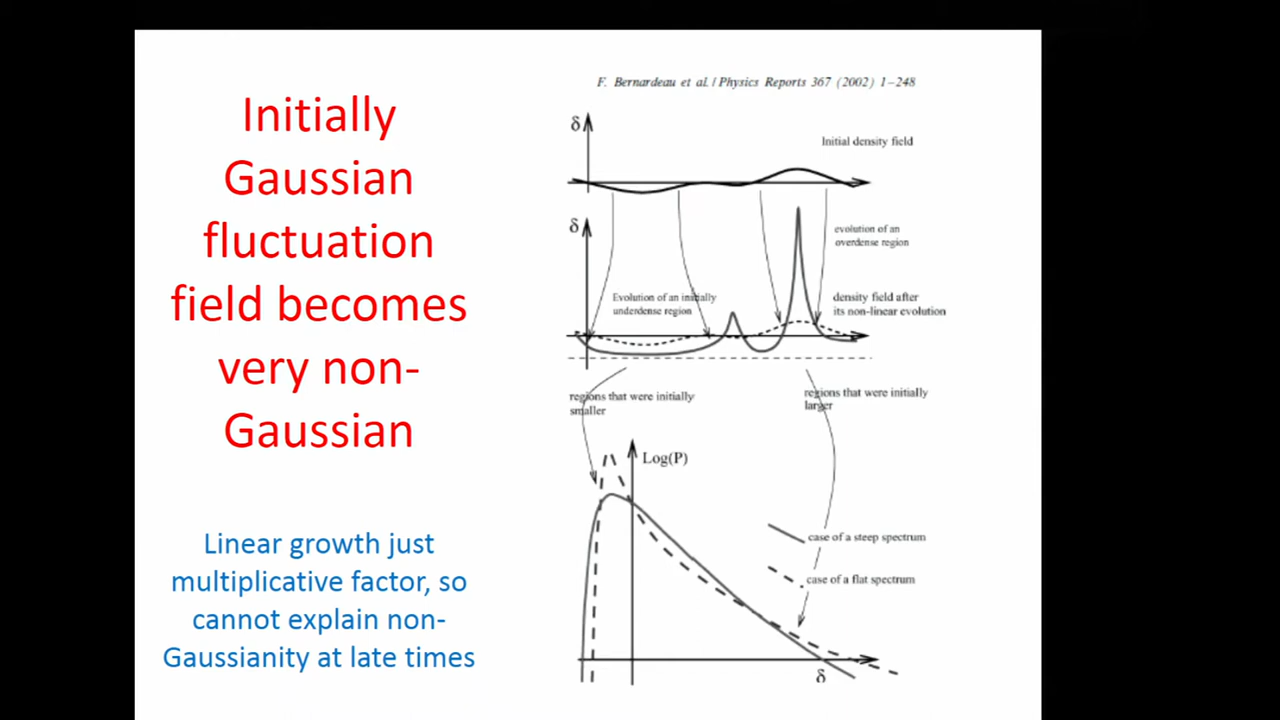 Initially
Gaussian
fluctuation
field becomes
very non-
Gaussian
Linear growth just
multiplicative factor, so
cannot explain non-
Gaussianity at late times
F. Bernardeau et al. / Physics Reports 367 (2002) 1–248
δ
Initial density field
δ
evolution of an
overdense region
Evolution of an initially
underdense region
density field after
its non-linear evolution
regions that were initially
smaller
regions that were initially
larger
Log(P)
case of a steep spectrum
case of a flat spectrum
δ